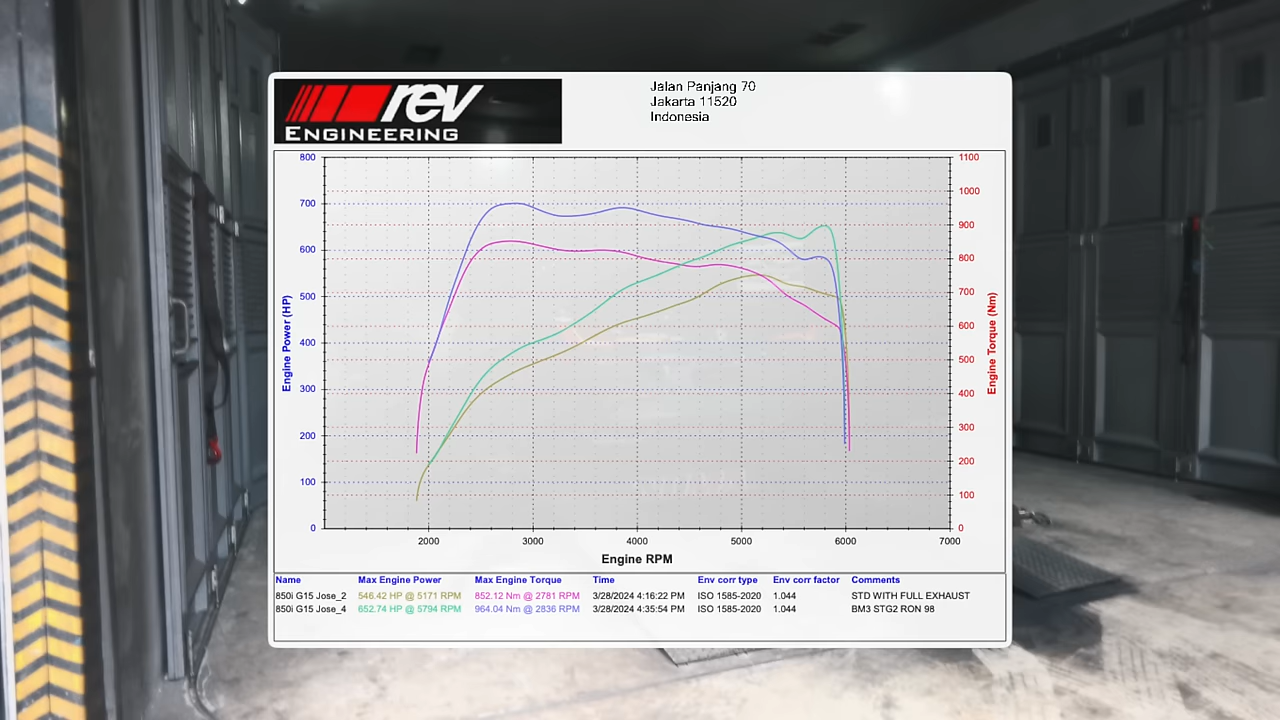 rev
ENGINEERING
Jalan Panjang 70
Jakarta 11520
Indonesia
800
700
600
500
400
300
200
100
0
Engine Power (HP)
1100
1000
900
800
700
600
500
400
300
200
100
0
Engine Torque (Nm)
2000 3000 4000 5000 6000 7000
Engine RPM
Name Max Engine Power Max Engine Torque Time Env corr type Env corr factor Comments
850i G15 Jose_2 546.42 HP @ 5171 RPM 852.12 Nm @ 2781 RPM 3/28/2024 4:16:22 PM ISO 1585-2020 1.044 STD WITH FULL EXHAUST
850i G15 Jose_4 652.74 HP @ 5794 RPM 964.04 Nm @ 2836 RPM 3/28/2024 4:35:54 PM ISO 1585-2020 1.044 BM3 STG2 RON 98